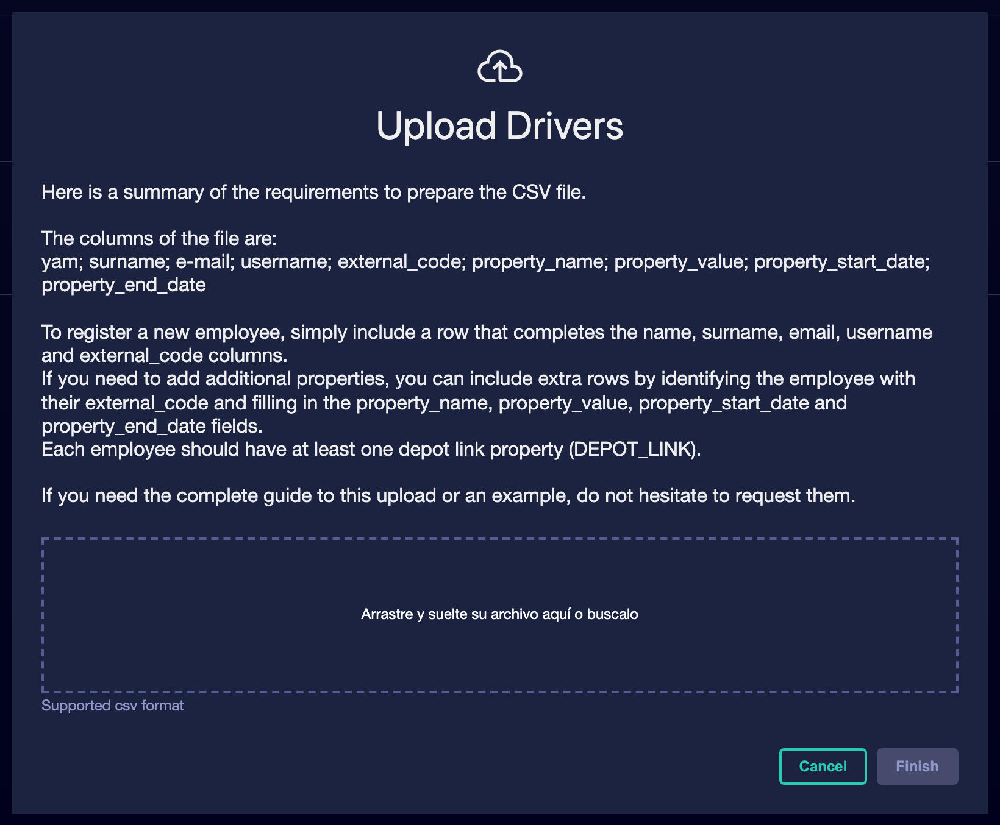 Upload Drivers
Here is a summary of the requirements to prepare the CSV file.
The columns of the file are:
yam; surname; e-mail; username; external_code; property_name; property_value; property_start_date;
property_end_date
To register a new employee, simply include a row that completes the name, surname, email, username
and external_code columns.
If you need to add additional properties, you can include extra rows by identifying the employee with
their external_code and filling in the property_name, property_value, property_start_date and
property_end_date fields.
Each employee should have at least one depot link property (DEPOT_LINK).
If you need the complete guide to this upload or an example, do not hesitate to request them.
Arrastre y suelte su archivo aquí o buscalo
Supported csv format
Cancel
Finish